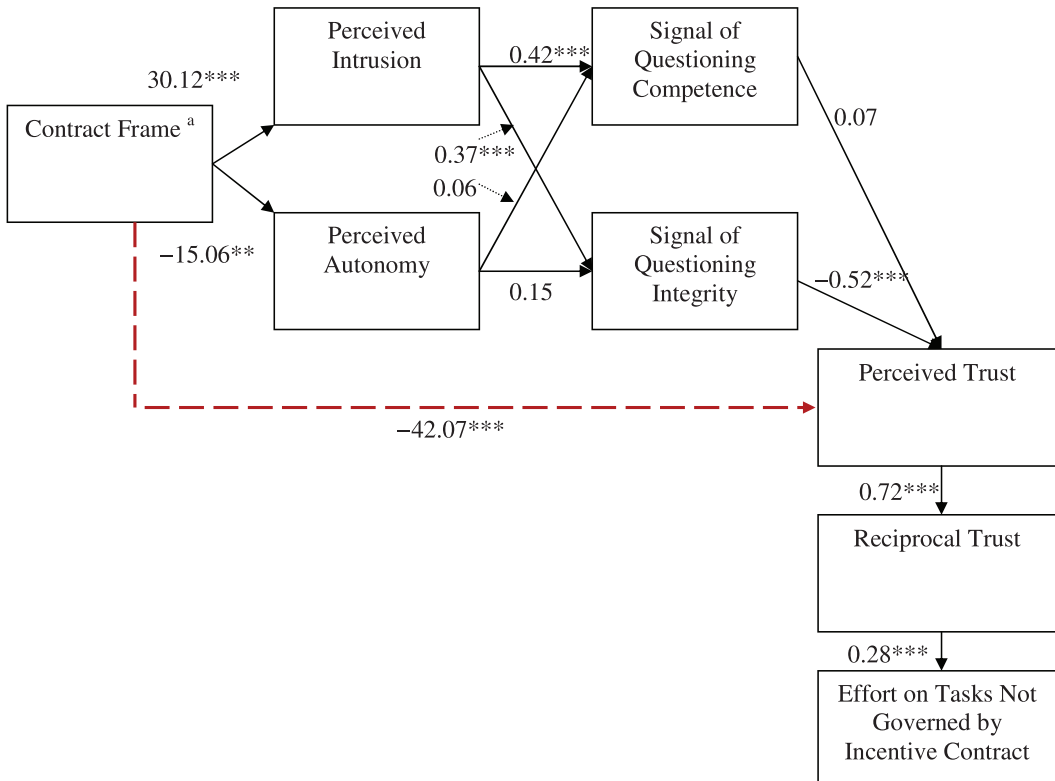 Perceived
Intrusion
Signal of
Questioning
Competence
0.42***
30.12***
Contract Frame a
0.07
0.37***
0.06
Perceived
Autonomy
Signal of
Questioning
Integrity
−15.06**
0.15
−0.52***
Perceived Trust
−42.07***
0.72***
Reciprocal Trust
0.28***
Effort on Tasks Not
Governed by
Incentive Contract